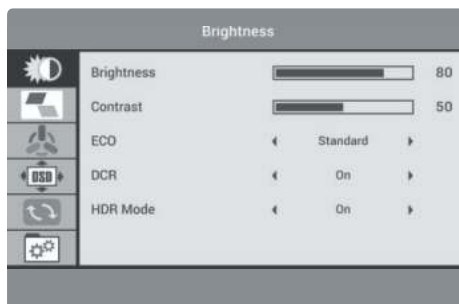 Brightness
Brightness 80
Contrast 50
ECO Standard
DCR On
HDR Mode On
OSD